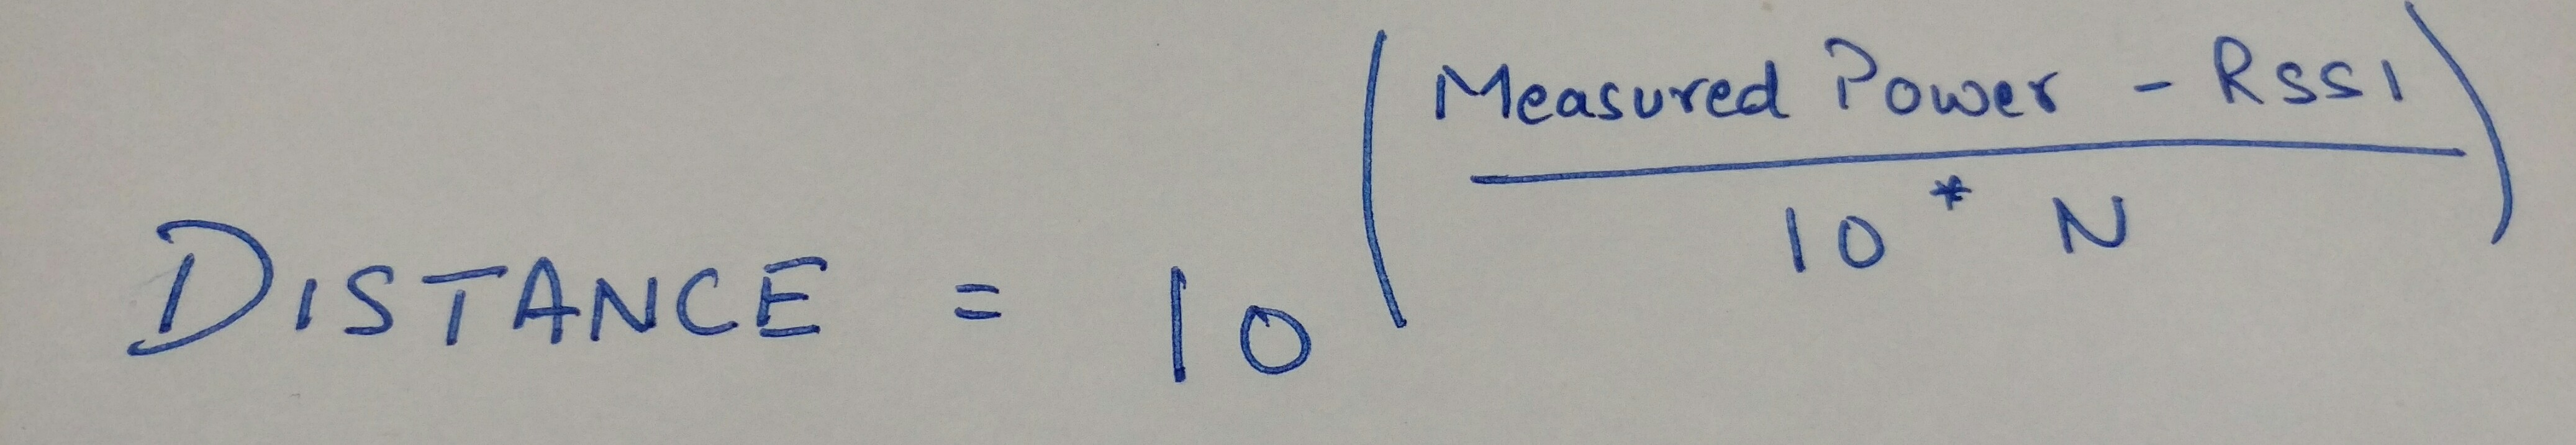 Measured Power - RSSI
10 * N
DISTANCE = 10